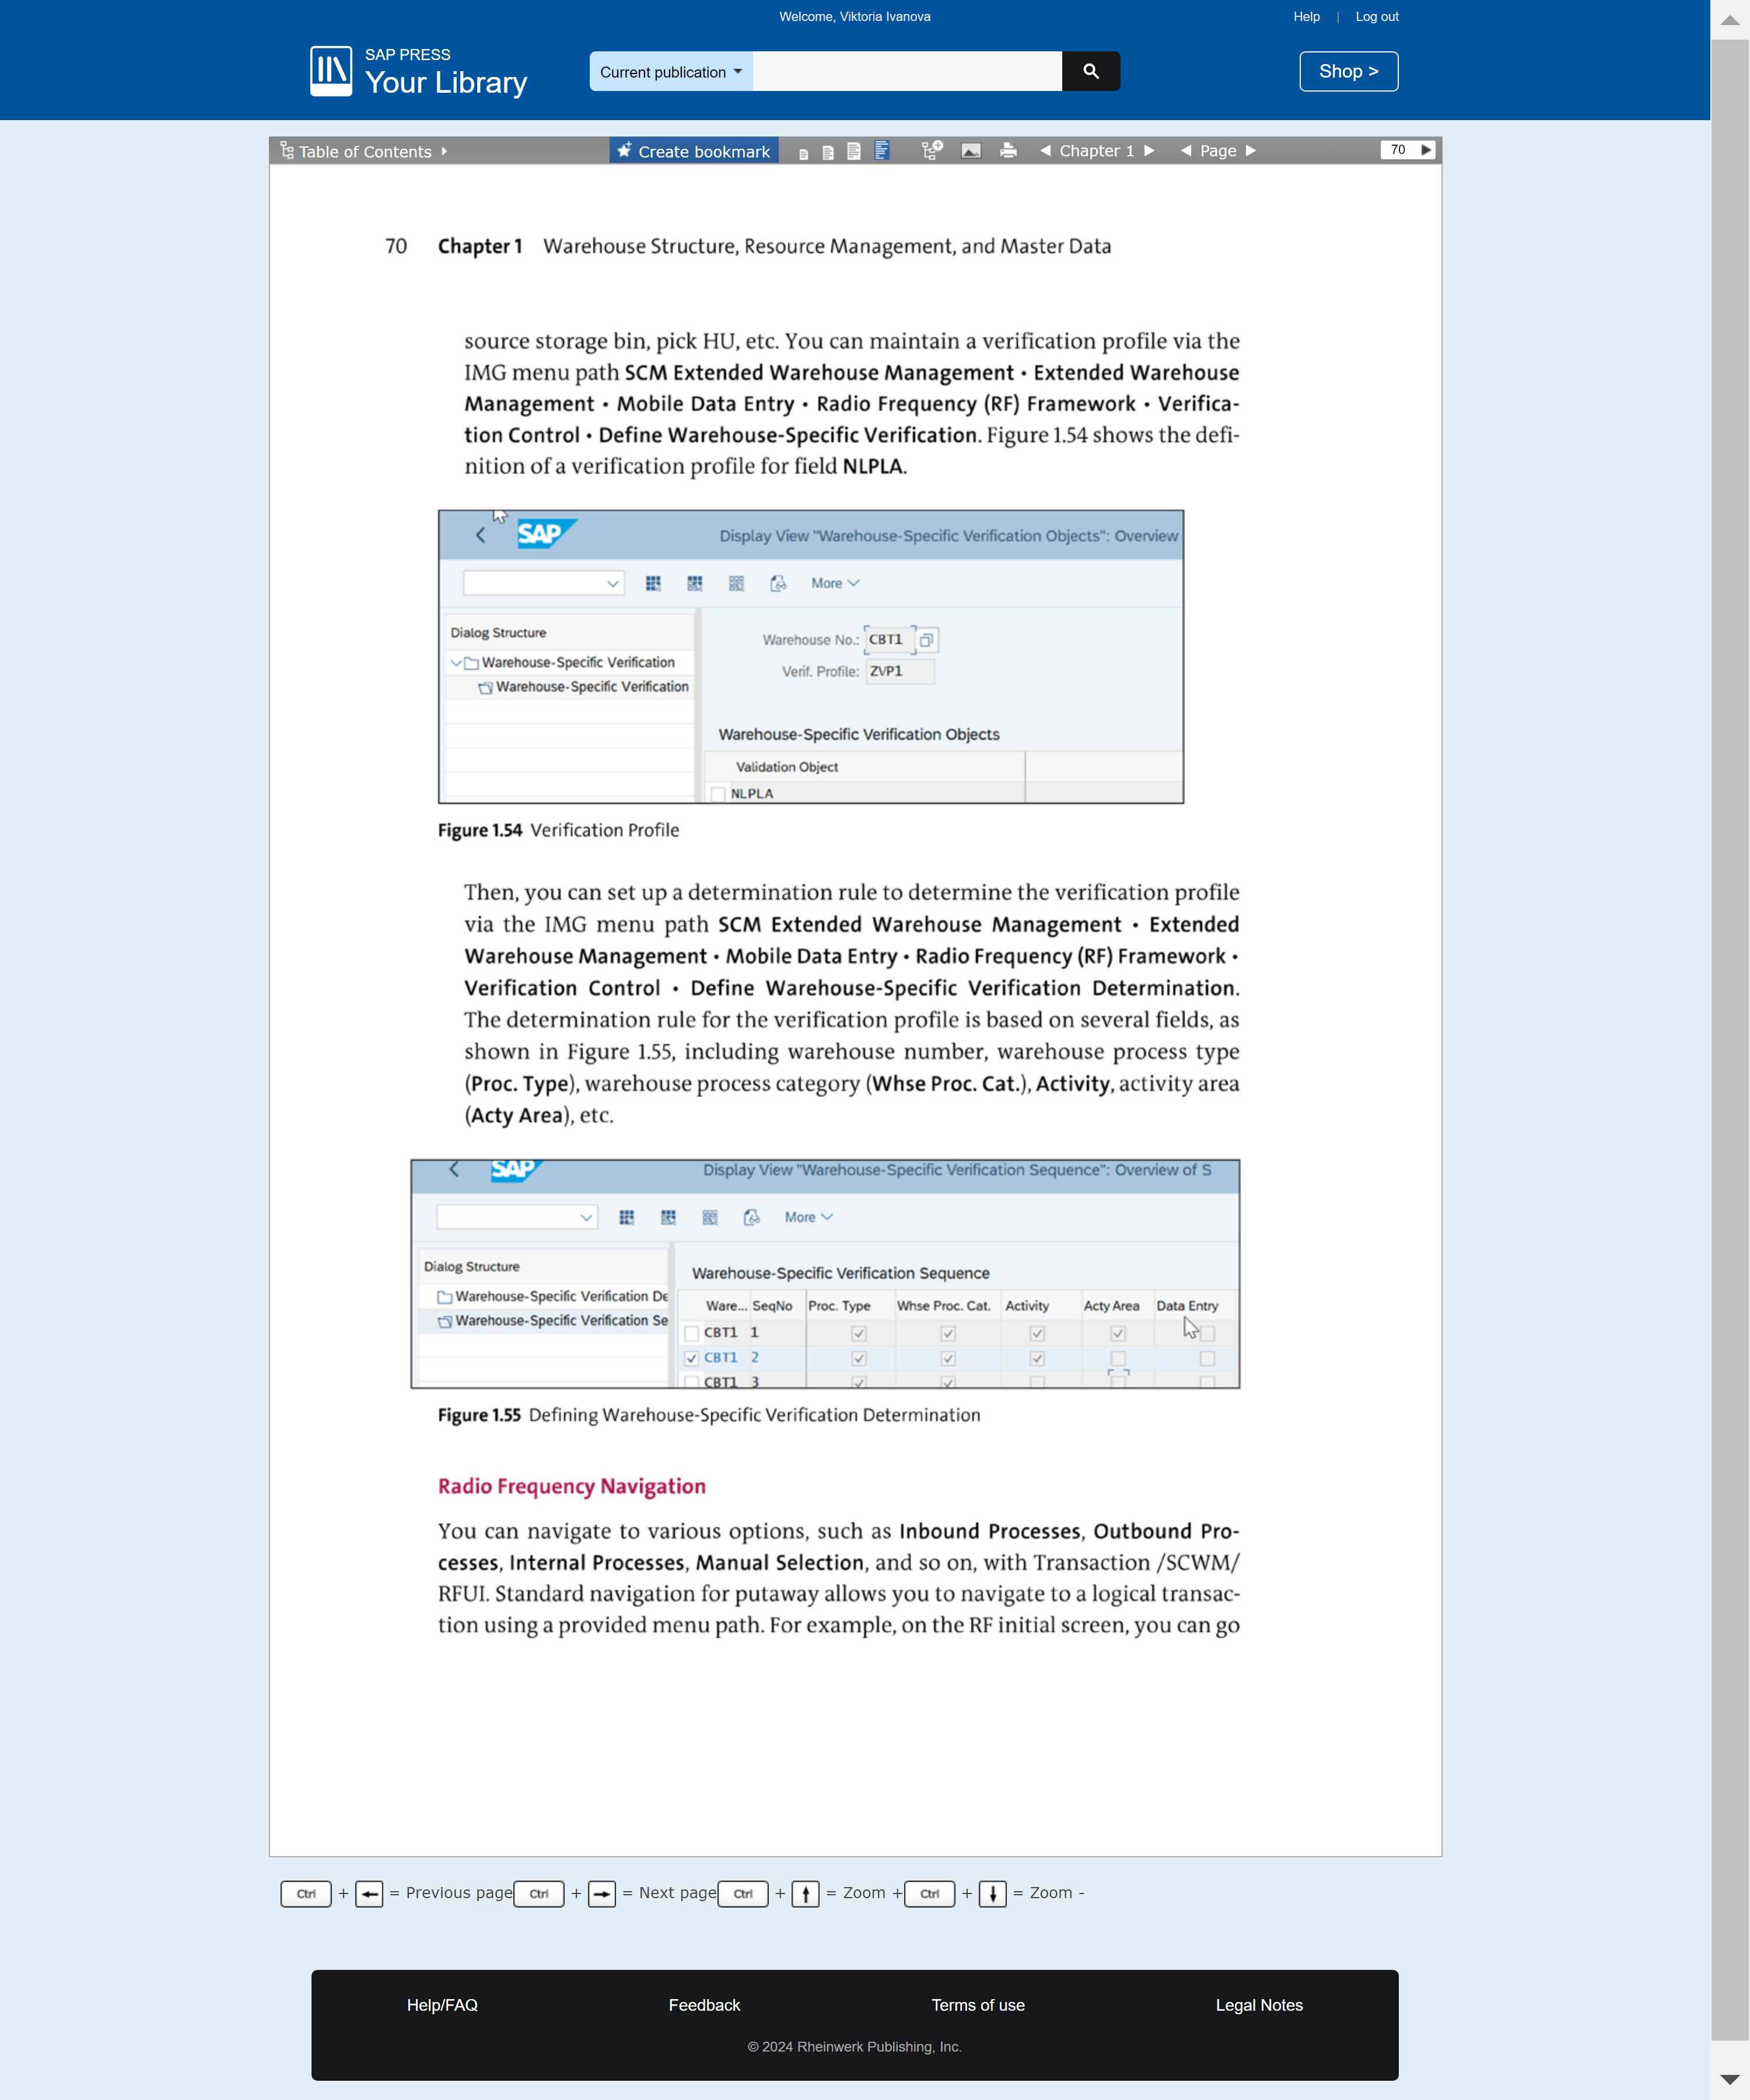 Welcome, Viktoria Ivanova
Help | Log out
SAP PRESS
Your Library
Current publication
Shop >
Table of Contents
Create bookmark
Chapter 1
Page
70
70 Chapter 1 Warehouse Structure, Resource Management, and Master Data
source storage bin, pick HU, etc. You can maintain a verification profile via the
IMG menu path SCM Extended Warehouse Management • Extended Warehouse
Management • Mobile Data Entry • Radio Frequency (RF) Framework • Verifica-
tion Control • Define Warehouse-Specific Verification. Figure 1.54 shows the defi-
nition of a verification profile for field NLPLA.
SAP
Display View "Warehouse-Specific Verification Objects": Overview
More
Dialog Structure
Warehouse-Specific Verification
Warehouse-Specific Verification
Warehouse No.: CBT1
Verif. Profile: ZVP1
Warehouse-Specific Verification Objects
Validation Object
NLPLA
Figure 1.54 Verification Profile
Then, you can set up a determination rule to determine the verification profile
via the IMG menu path SCM Extended Warehouse Management • Extended
Warehouse Management • Mobile Data Entry • Radio Frequency (RF) Framework •
Verification Control • Define Warehouse-Specific Verification Determination.
The determination rule for the verification profile is based on several fields, as
shown in Figure 1.55, including warehouse number, warehouse process type
(Proc. Type), warehouse process category (Whse Proc. Cat.), Activity, activity area
(Acty Area), etc.
SAP
Display View "Warehouse-Specific Verification Sequence": Overview of S
More
Dialog Structure
Warehouse-Specific Verification De
Warehouse-Specific Verification Se
Warehouse-Specific Verification Sequence
Ware... SeqNo Proc. Type Whse Proc. Cat. Activity Acty Area Data Entry
CBT1 1
CBT1 2
CBT1 3
Figure 1.55 Defining Warehouse-Specific Verification Determination
Radio Frequency Navigation
You can navigate to various options, such as Inbound Processes, Outbound Pro-
cesses, Internal Processes, Manual Selection, and so on, with Transaction /SCWM/
RFUI. Standard navigation for putaway allows you to navigate to a logical transac-
tion using a provided menu path. For example, on the RF initial screen, you can go
Ctrl + ← = Previous page Ctrl + → = Next page Ctrl + ↑ = Zoom + Ctrl + ↓ = Zoom -
Help/FAQ
Feedback
Terms of use
Legal Notes
© 2024 Rheinwerk Publishing, Inc.